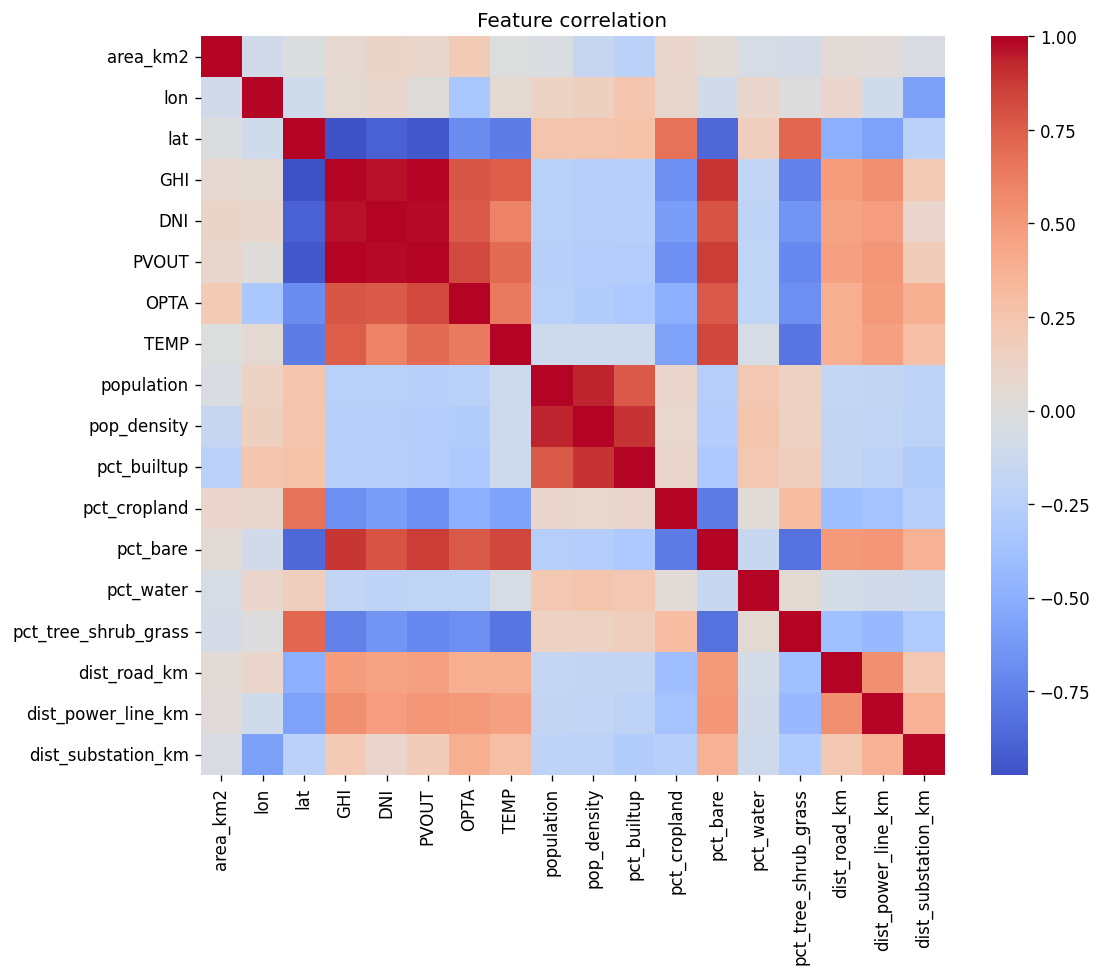 Feature correlation
area_km2
lon
lat
GHI
DNI
PVOUT
OPTA
TEMP
population
pop_density
pct_builtup
pct_cropland
pct_bare
pct_water
pct_tree_shrub_grass
dist_road_km
dist_power_line_km
dist_substation_km
area_km2
lon
lat
GHI
DNI
PVOUT
OPTA
TEMP
population
pop_density
pct_builtup
pct_cropland
pct_bare
pct_water
pct_tree_shrub_grass
dist_road_km
dist_power_line_km
dist_substation_km
1.00
0.75
0.50
0.25
0.00
−0.25
−0.50
−0.75